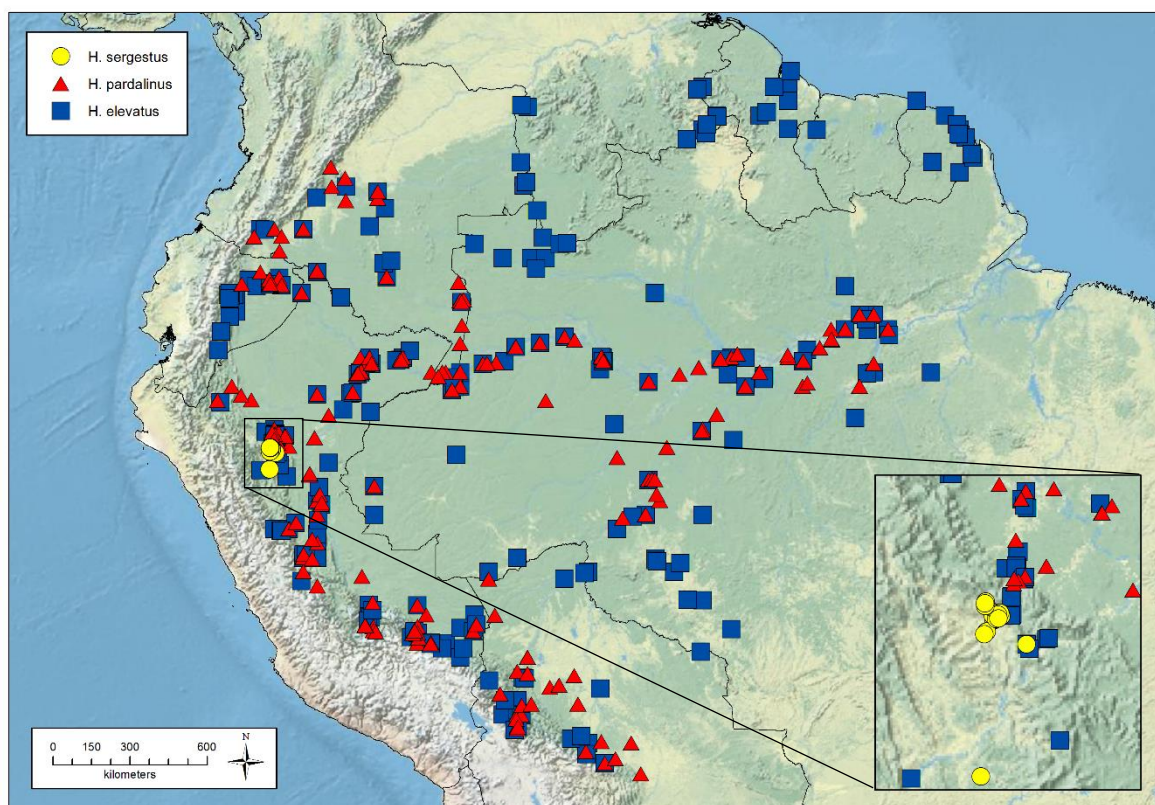 H. sergestus
H. pardalinus
H. elevatus
0 150 300 600
kilometers
N